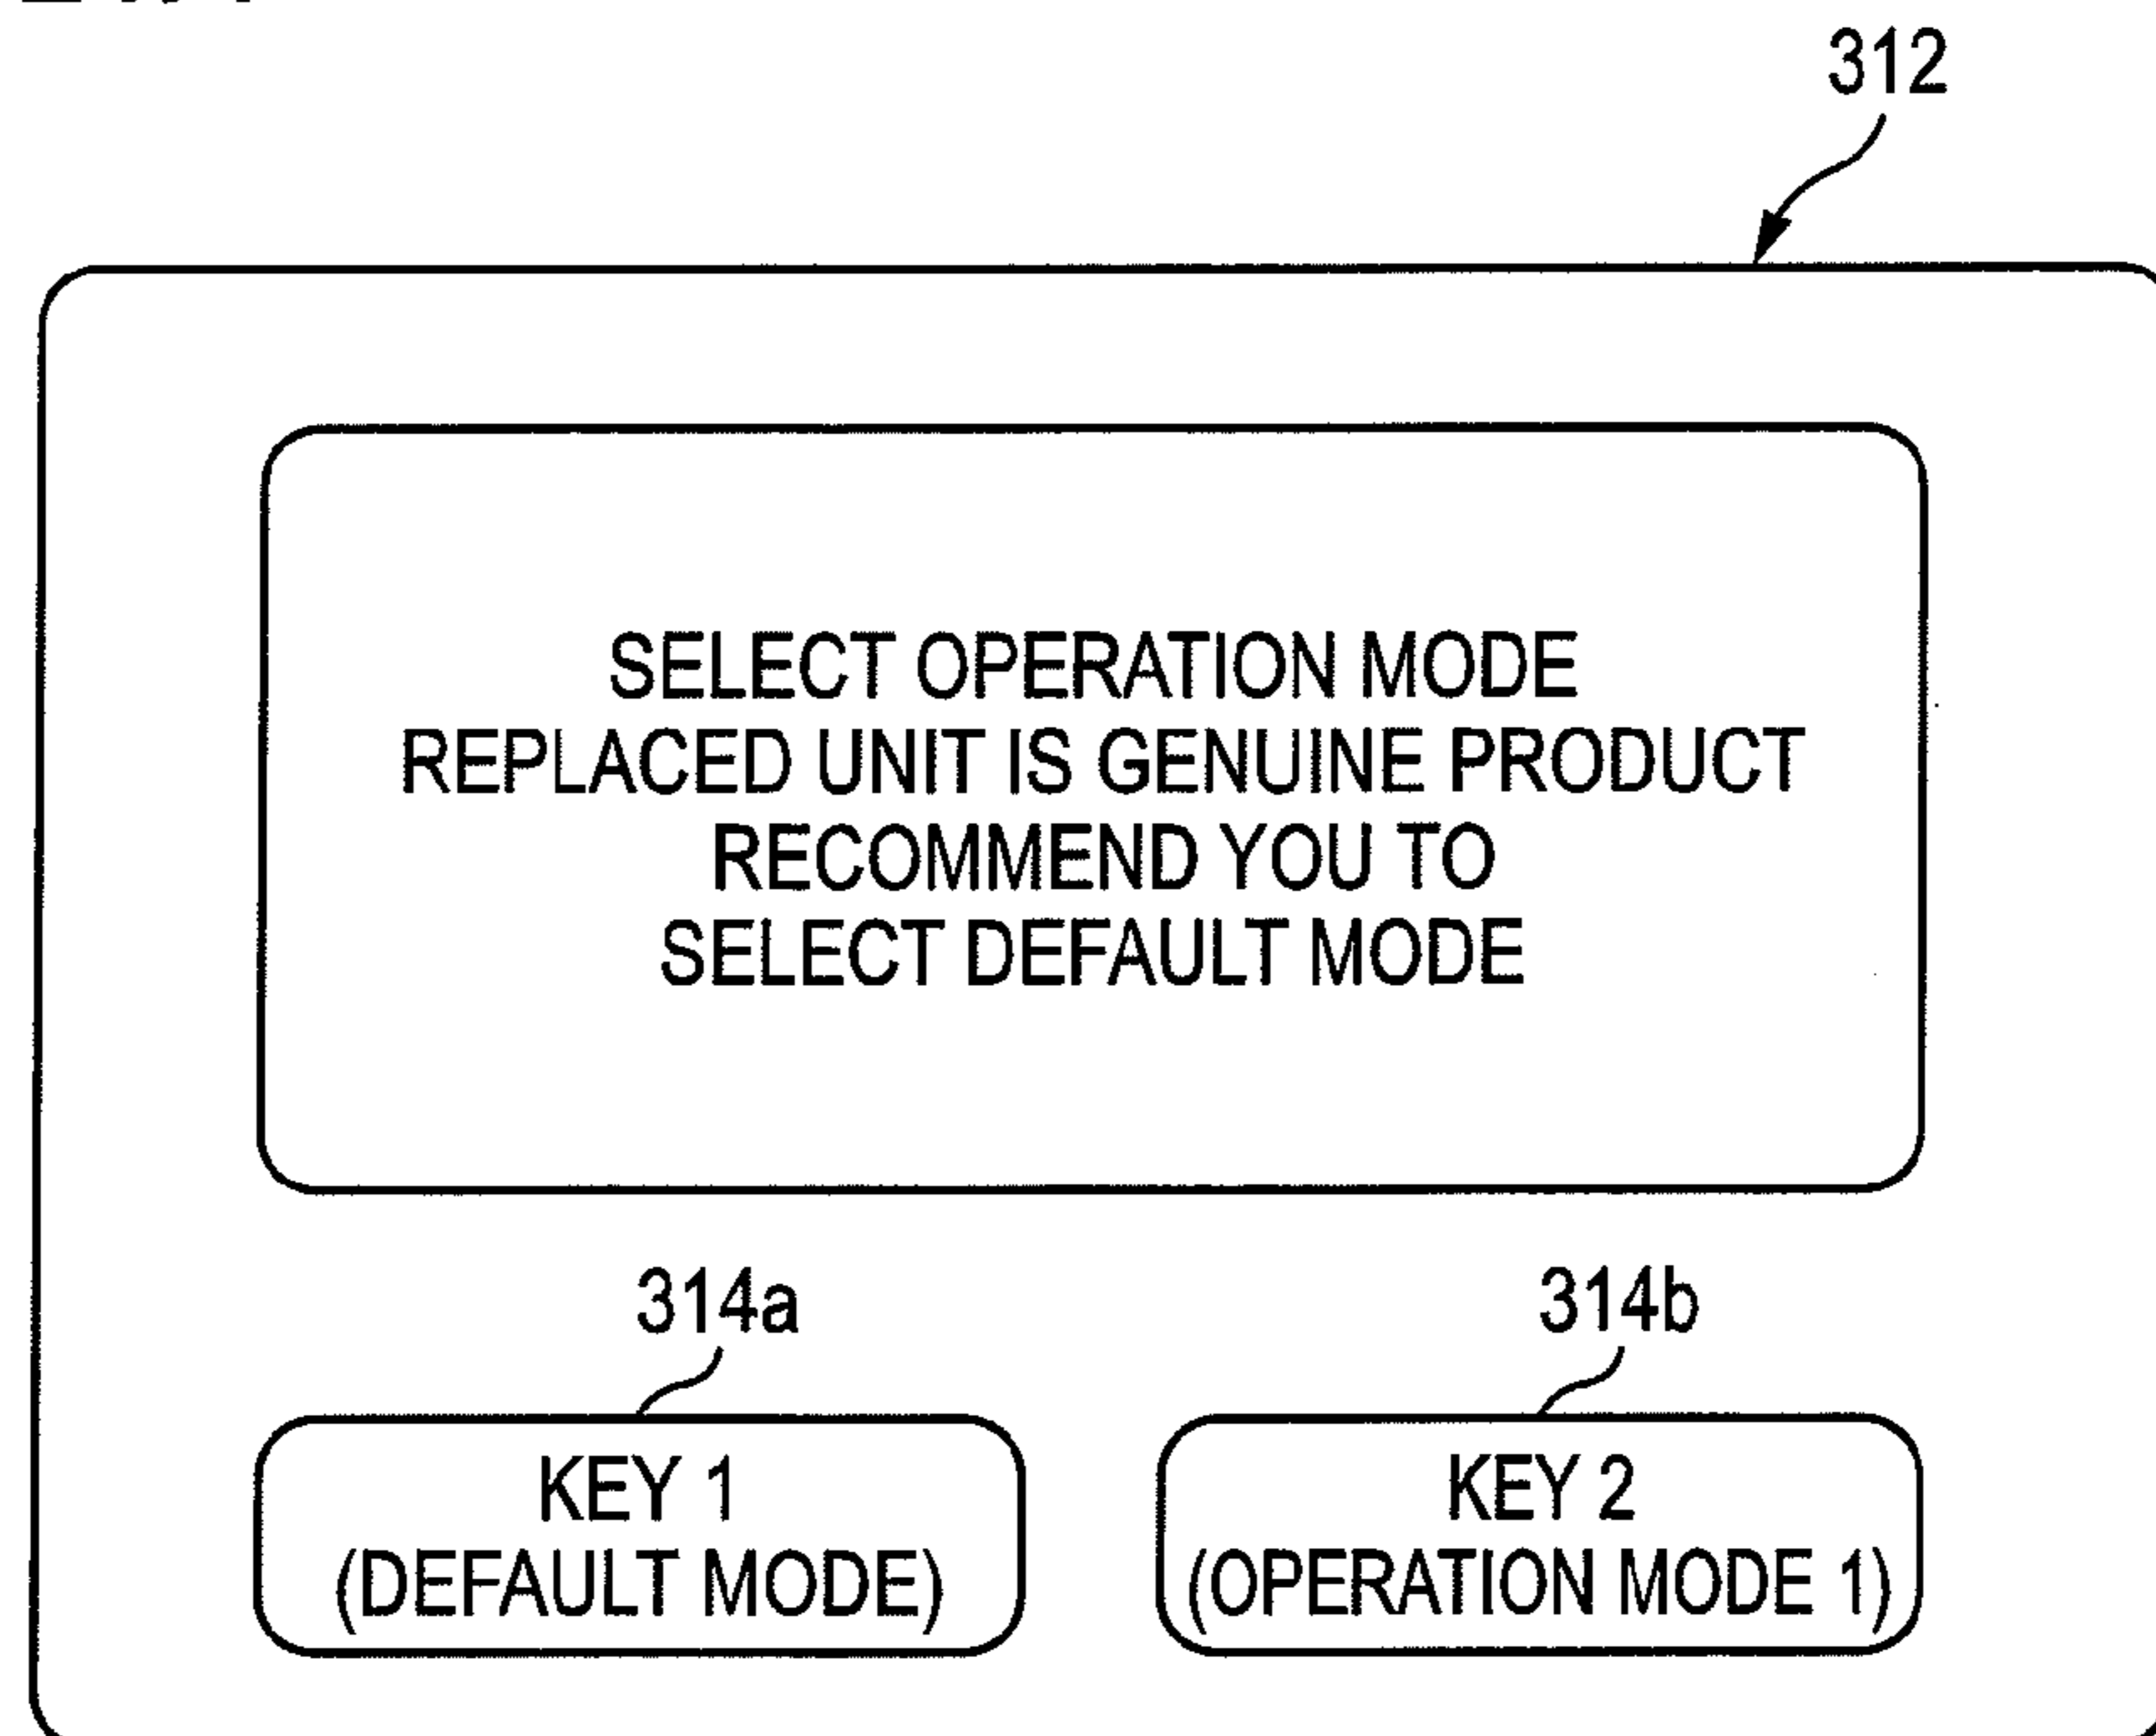 312
SELECT OPERATION MODE
REPLACED UNIT IS GENUINE PRODUCT
RECOMMEND YOU TO
SELECT DEFAULT MODE
314a
314b
KEY 1
(DEFAULT MODE)
KEY 2
(OPERATION MODE 1)